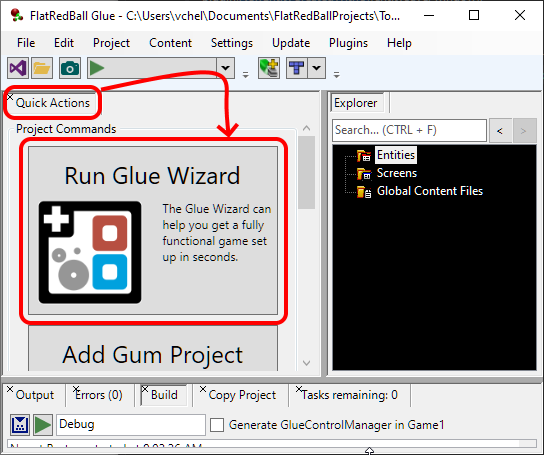 FlatRedBall Glue - C:\Users\vchel\Documents\FlatRedBallProjects\To...
File Edit Project Content Settings Update Plugins Help
Quick Actions
Explorer
Project Commands
Search... (CTRL + F)
< >
Run Glue Wizard
The Glue Wizard can
help you get a fully
functional game set
up in seconds.
Entities
Screens
Global Content Files
Add Gum Project
Output Errors (0) Build Copy Project Tasks remaining: 0
Debug
Generate GlueControlManager in Game1